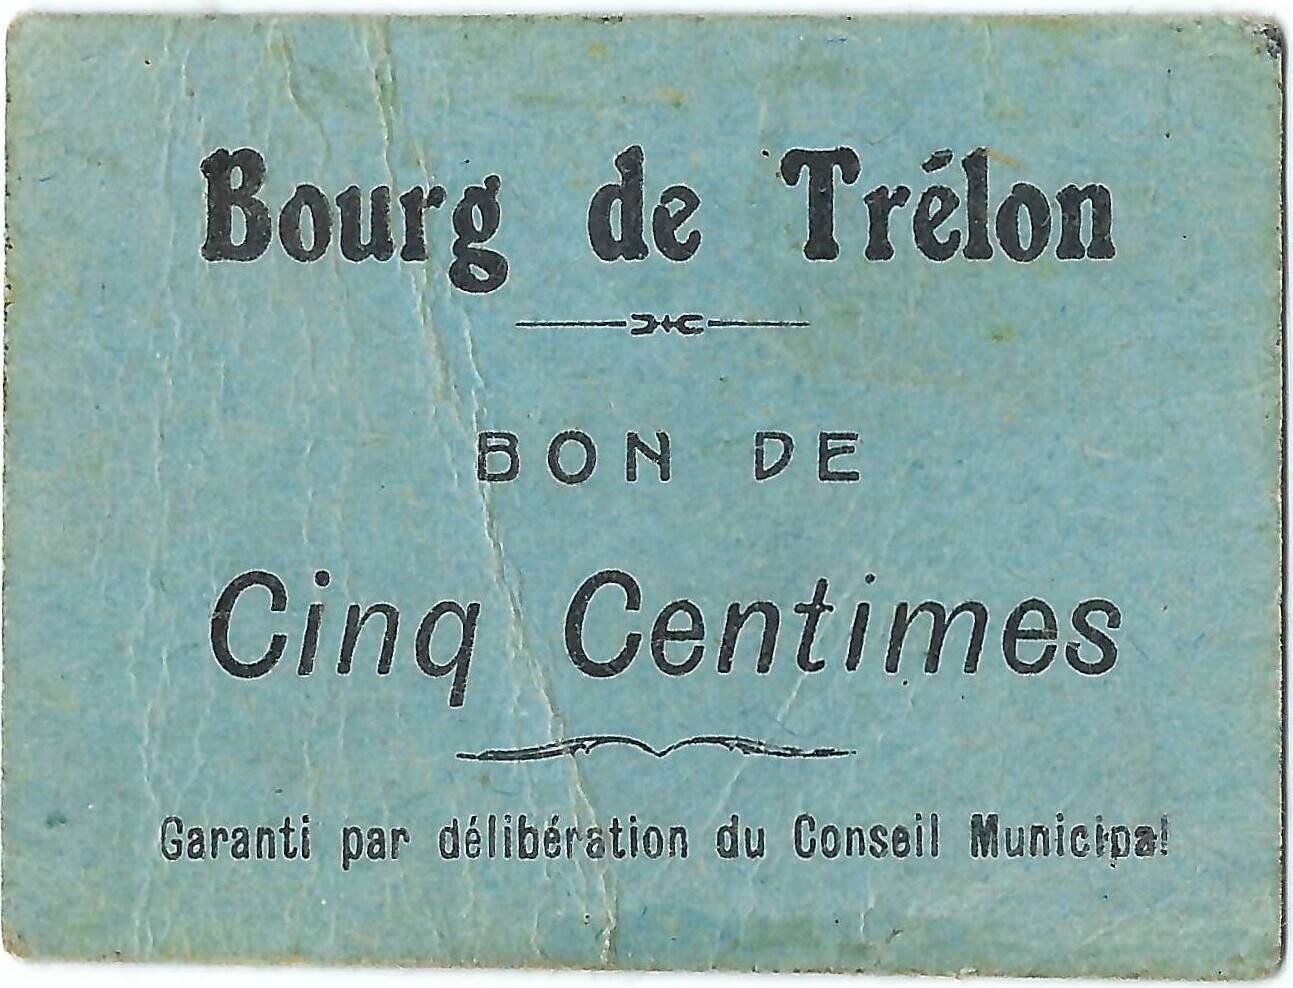 Bourg de Trélon
BON DE
Cinq Centimes
Garanti par délibération du Conseil Municipal